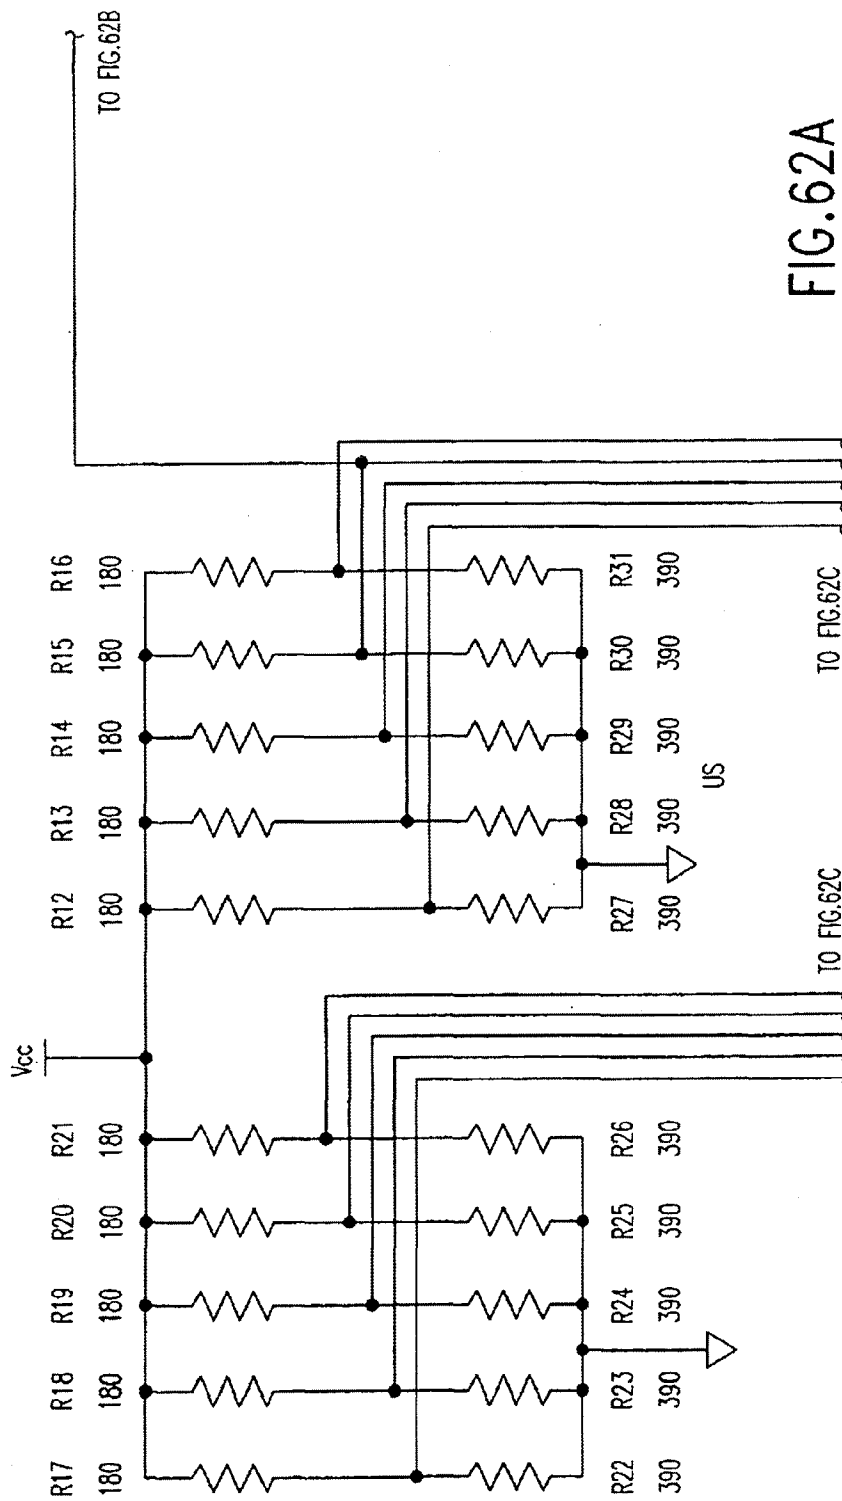 TO FIG.62B
Vcc
R17
180
R18
180
R19
180
R20
180
R21
180
R12
180
R13
180
R14
180
R15
180
R16
180
R22
390
R23
390
R24
390
R25
390
R26
390
R27
390
R28
390
R29
390
R30
390
R31
390
US
TO FIG.62C
TO FIG.62C
FIG.62A